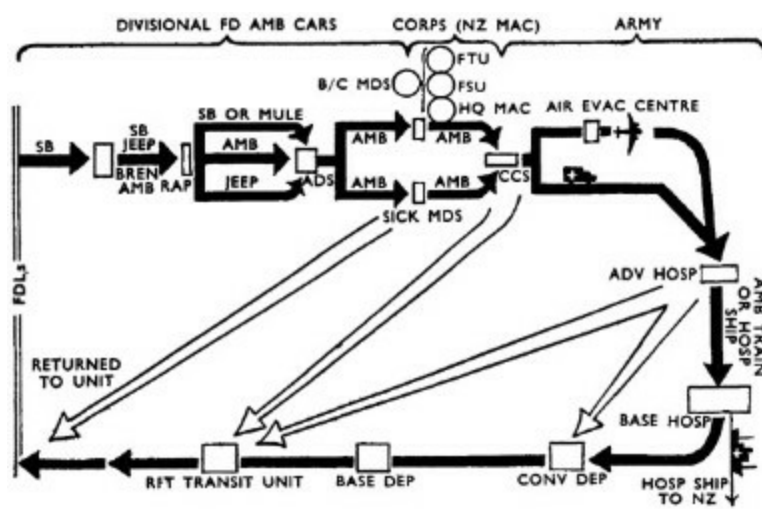 DIVISIONAL FD AMB CARS
CORPS (NZ MAC)
ARMY
FTU
B/C MDS
FSU
HQ MAC
AIR EVAC CENTRE
SB OR MULE
SB
SB
JEEP
BREN
AMB
RAP
AMB
JEEP
ADS
AMB
AMB
AMB
AMB
CCS
SICK MDS
FDLs
ADV HOSP
AMB TRAIN
OR HOSP
SHIP
RETURNED
TO UNIT
BASE HOSP
RFT TRANSIT UNIT
BASE DEP
CONV DEP
HOSP SHIP
TO NZ